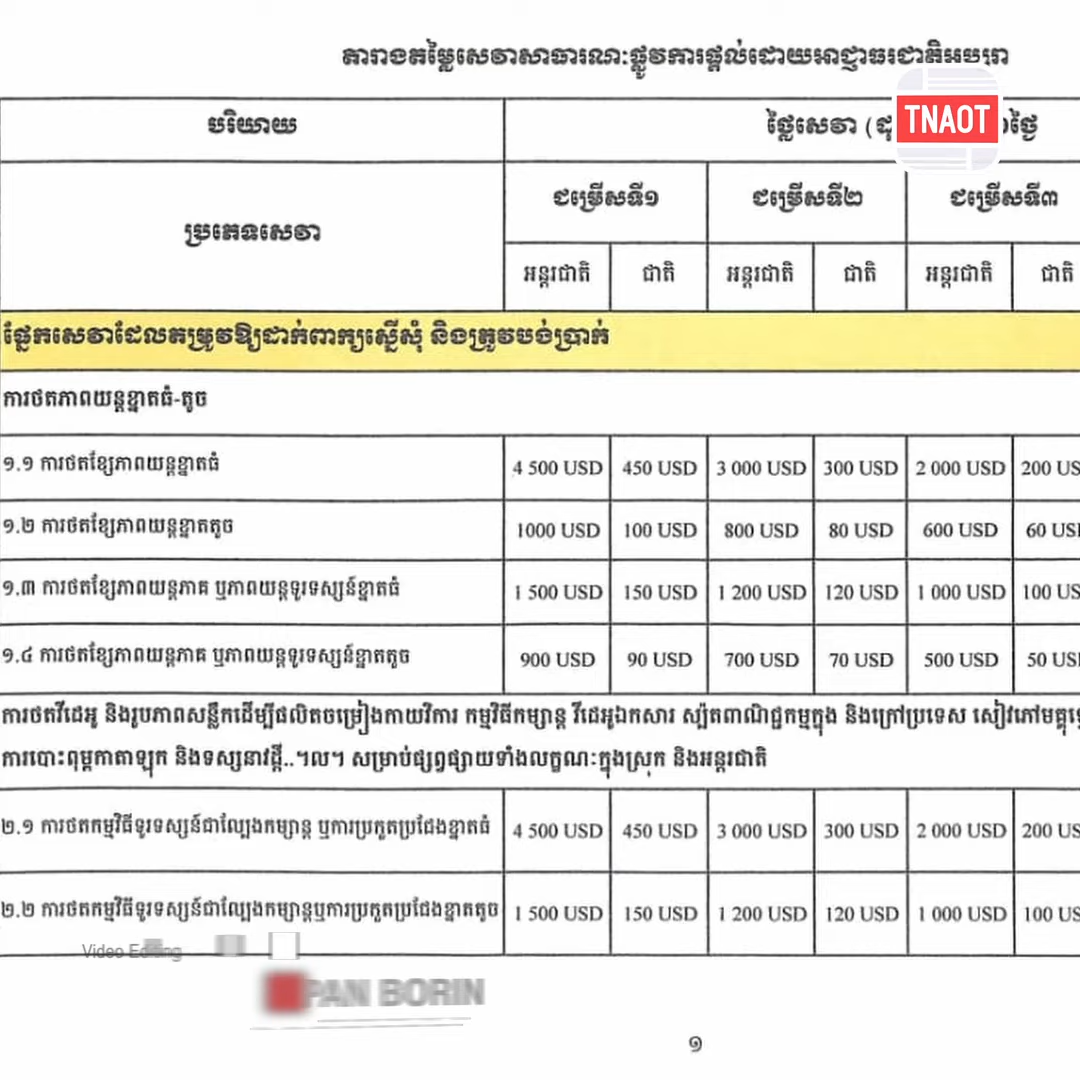 តារាងតម្លៃសេវាសាធារណៈផ្លូវការផ្តល់ដោយអាជ្ញាធរជាតិអប្សរា
TNAOT
បរិយាយ ថ្លៃសេវា ( ថ្ងៃ
ប្រភេទសេវា ជម្រើសទី១ ជម្រើសទី២ ជម្រើសទី៣
អន្តរជាតិ ជាតិ អន្តរជាតិ ជាតិ អន្តរជាតិ ជាតិ
ផ្នែកសេវាដែលតម្រូវឱ្យដាក់ពាក្យស្នើសុំ និងត្រូវបង់ប្រាក់
ការថតភាពយន្តខ្នាតធំ-តូច
១.១ ការថតខ្សែភាពយន្តខ្នាតធំ 4 500 USD 450 USD 3 000 USD 300 USD 2 000 USD 200 US
១.២ ការថតខ្សែភាពយន្តខ្នាតតូច 1000 USD 100 USD 800 USD 80 USD 600 USD 60 USD
១.៣ ការថតខ្សែភាពយន្តភាគ ឬភាពយន្តទូរទស្សន៍ខ្នាតធំ 1 500 USD 150 USD 1 200 USD 120 USD 1 000 USD 100 US
១.៤ ការថតខ្សែភាពយន្តភាគ ឬភាពយន្តទូរទស្សន៍ខ្នាតតូច 900 USD 90 USD 700 USD 70 USD 500 USD 50 USD
ការថតវីដេអូ និងរូបភាពសន្លឹកដើម្បីផលិតចម្រៀងកាយវិការ កម្មវិធីកម្សាន្ត វីដេអូឯកសារ ស្ប៉តពាណិជ្ជកម្មក្នុង និងក្រៅប្រទេស សៀវភៅមគ្គុទ្ទេ
ការបោះពុម្ពកាតាឡុក និងទស្សនាវដ្តី..។ល។ សម្រាប់ផ្សព្វផ្សាយទាំងលក្ខណៈក្នុងស្រុក និងអន្តរជាតិ
២.១ ការថតកម្មវិធីទូរទស្សន៍ជាល្បែងកម្សាន្ត ឬការប្រកួតប្រជែងខ្នាតធំ 4 500 USD 450 USD 3 000 USD 300 USD 2 000 USD 200 US
២.២ ការថតកម្មវិធីទូរទស្សន៍ជាល្បែងកម្សាន្តឬការប្រកួតប្រជែងខ្នាតតូច 1 500 USD 150 USD 1 200 USD 120 USD 1 000 USD 100 US
Video Editing
PAN BORIN
១